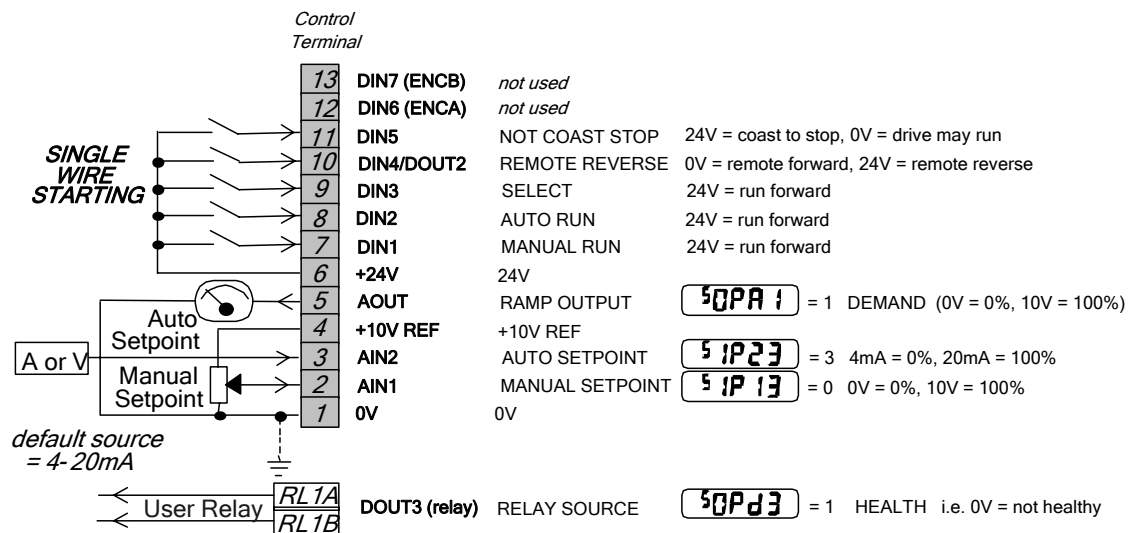 Control
Terminal
13 DIN7 (ENCB) not used
12 DIN6 (ENCA) not used
11 DIN5 NOT COAST STOP 24V = coast to stop, 0V = drive may run
10 DIN4/DOUT2 REMOTE REVERSE 0V = remote forward, 24V = remote reverse
9 DIN3 SELECT 24V = run forward
8 DIN2 AUTO RUN 24V = run forward
7 DIN1 MANUAL RUN 24V = run forward
6 +24V 24V
5 AOUT RAMP OUTPUT SOPA1 = 1 DEMAND (0V = 0%, 10V = 100%)
4 +10V REF +10V REF
3 AIN2 AUTO SETPOINT SIP23 = 3 4mA = 0%, 20mA = 100%
2 AIN1 MANUAL SETPOINT SIP13 = 0 0V = 0%, 10V = 100%
1 0V 0V
SINGLE
WIRE
STARTING
Auto
Setpoint
A or V
Manual
Setpoint
default source
= 4-20mA
User Relay
RL1A
RL1B
DOUT3 (relay) RELAY SOURCE SOPd3 = 1 HEALTH i.e. 0V = not healthy